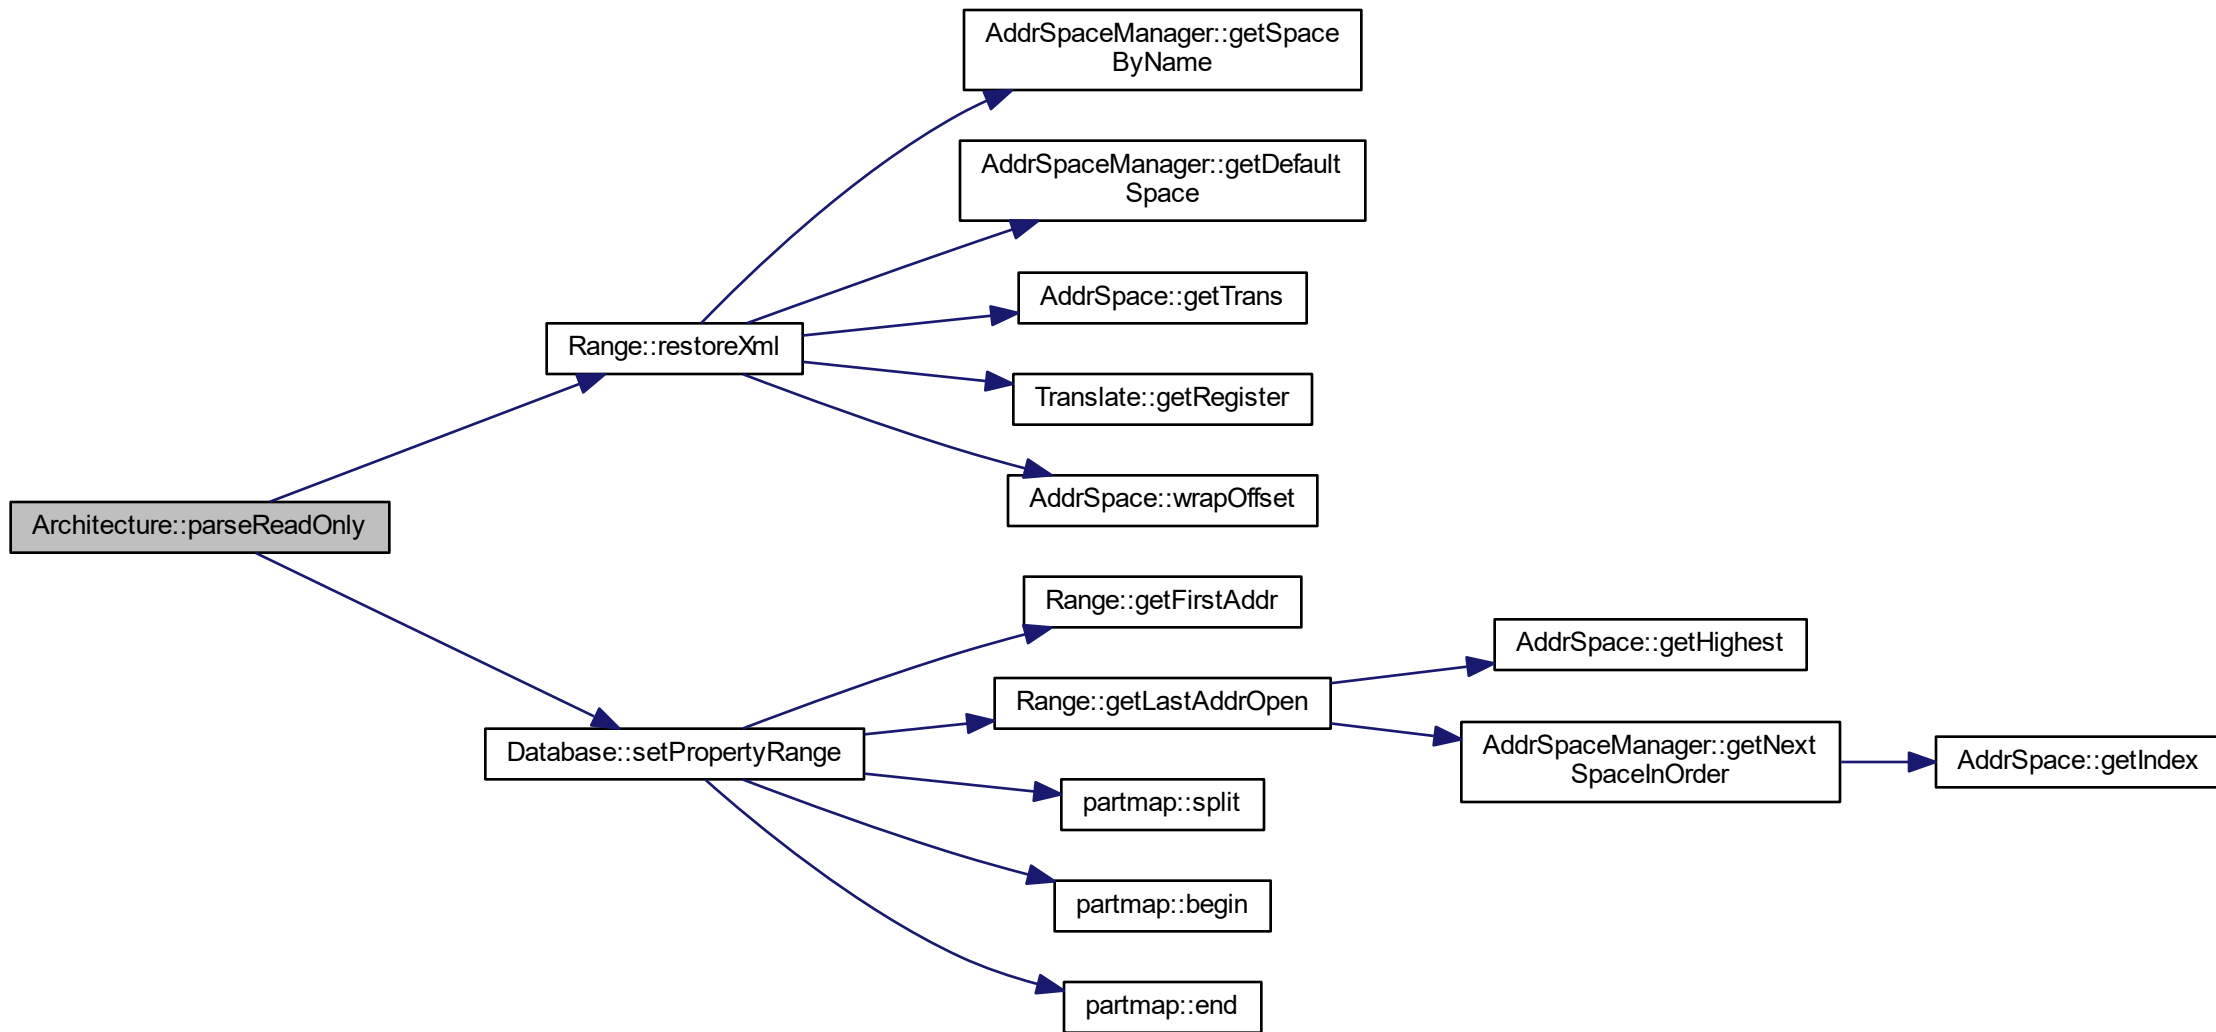 AddrSpaceManager::getSpace
ByName
AddrSpaceManager::getDefault
Space
AddrSpace::getTrans
Range::restoreXml
Translate::getRegister
AddrSpace::wrapOffset
Architecture::parseReadOnly
Range::getFirstAddr
AddrSpace::getHighest
Range::getLastAddrOpen
Database::setPropertyRange
AddrSpaceManager::getNext
SpaceInOrder
AddrSpace::getIndex
partmap::split
partmap::begin
partmap::end